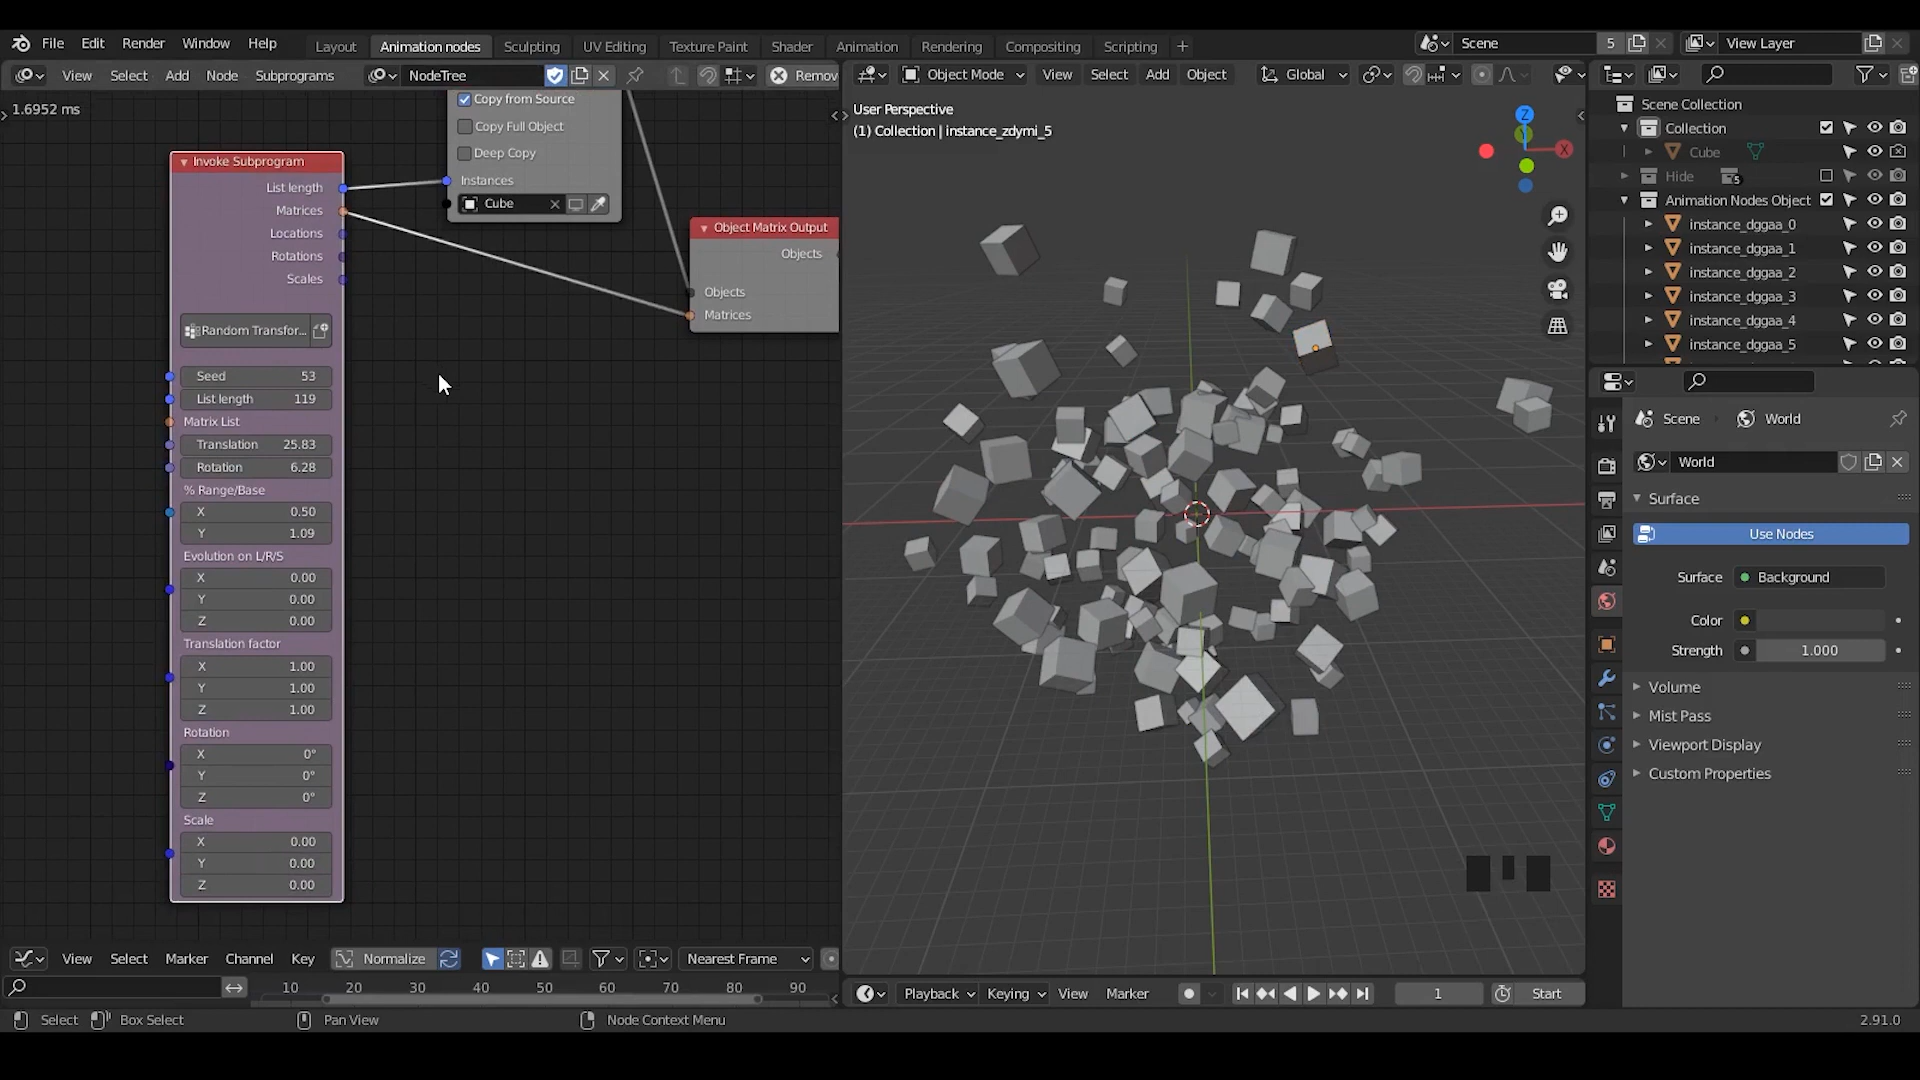 File Edit Render Window Help Layout Animation nodes Sculpting UV Editing Texture Paint Shader Animation Rendering Compositing Scripting Scene 5 View Layer
View Select Add Node Subprograms NodeTree Remov Object Mode View Select Add Object Global
1.6952 ms
Copy from Source
Copy Full Object
Deep Copy
Instances
Cube
Invoke Subprogram
List length
Matrices
Locations
Rotations
Scales
Random Transfor...
Seed 53
List length 119
Matrix List
Translation 25.83
Rotation 6.28
% Range/Base
X 0.50
Y 1.09
Evolution on L/R/S
X 0.00
Y 0.00
Z 0.00
Translation factor
X 1.00
Y 1.00
Z 1.00
Rotation
X 0°
Y 0°
Z 0°
Scale
X 0.00
Y 0.00
Z 0.00
Object Matrix Output
Objects
Objects
Matrices
User Perspective
(1) Collection | instance_zdymi_5
Z
Y
X
Scene Collection
Collection
Cube
Hide 5
Animation Nodes Object
instance_dggaa_0
instance_dggaa_1
instance_dggaa_2
instance_dggaa_3
instance_dggaa_4
instance_dggaa_5
Scene World
World
Surface
Use Nodes
Surface Background
Color
Strength 1.000
Volume
Mist Pass
Viewport Display
Custom Properties
View Select Marker Channel Key Normalize Nearest Frame
10 20 30 40 50 60 70 80 90
Playback Keying View Marker 1 Start
Select Box Select Pan View Node Context Menu 2.91.0